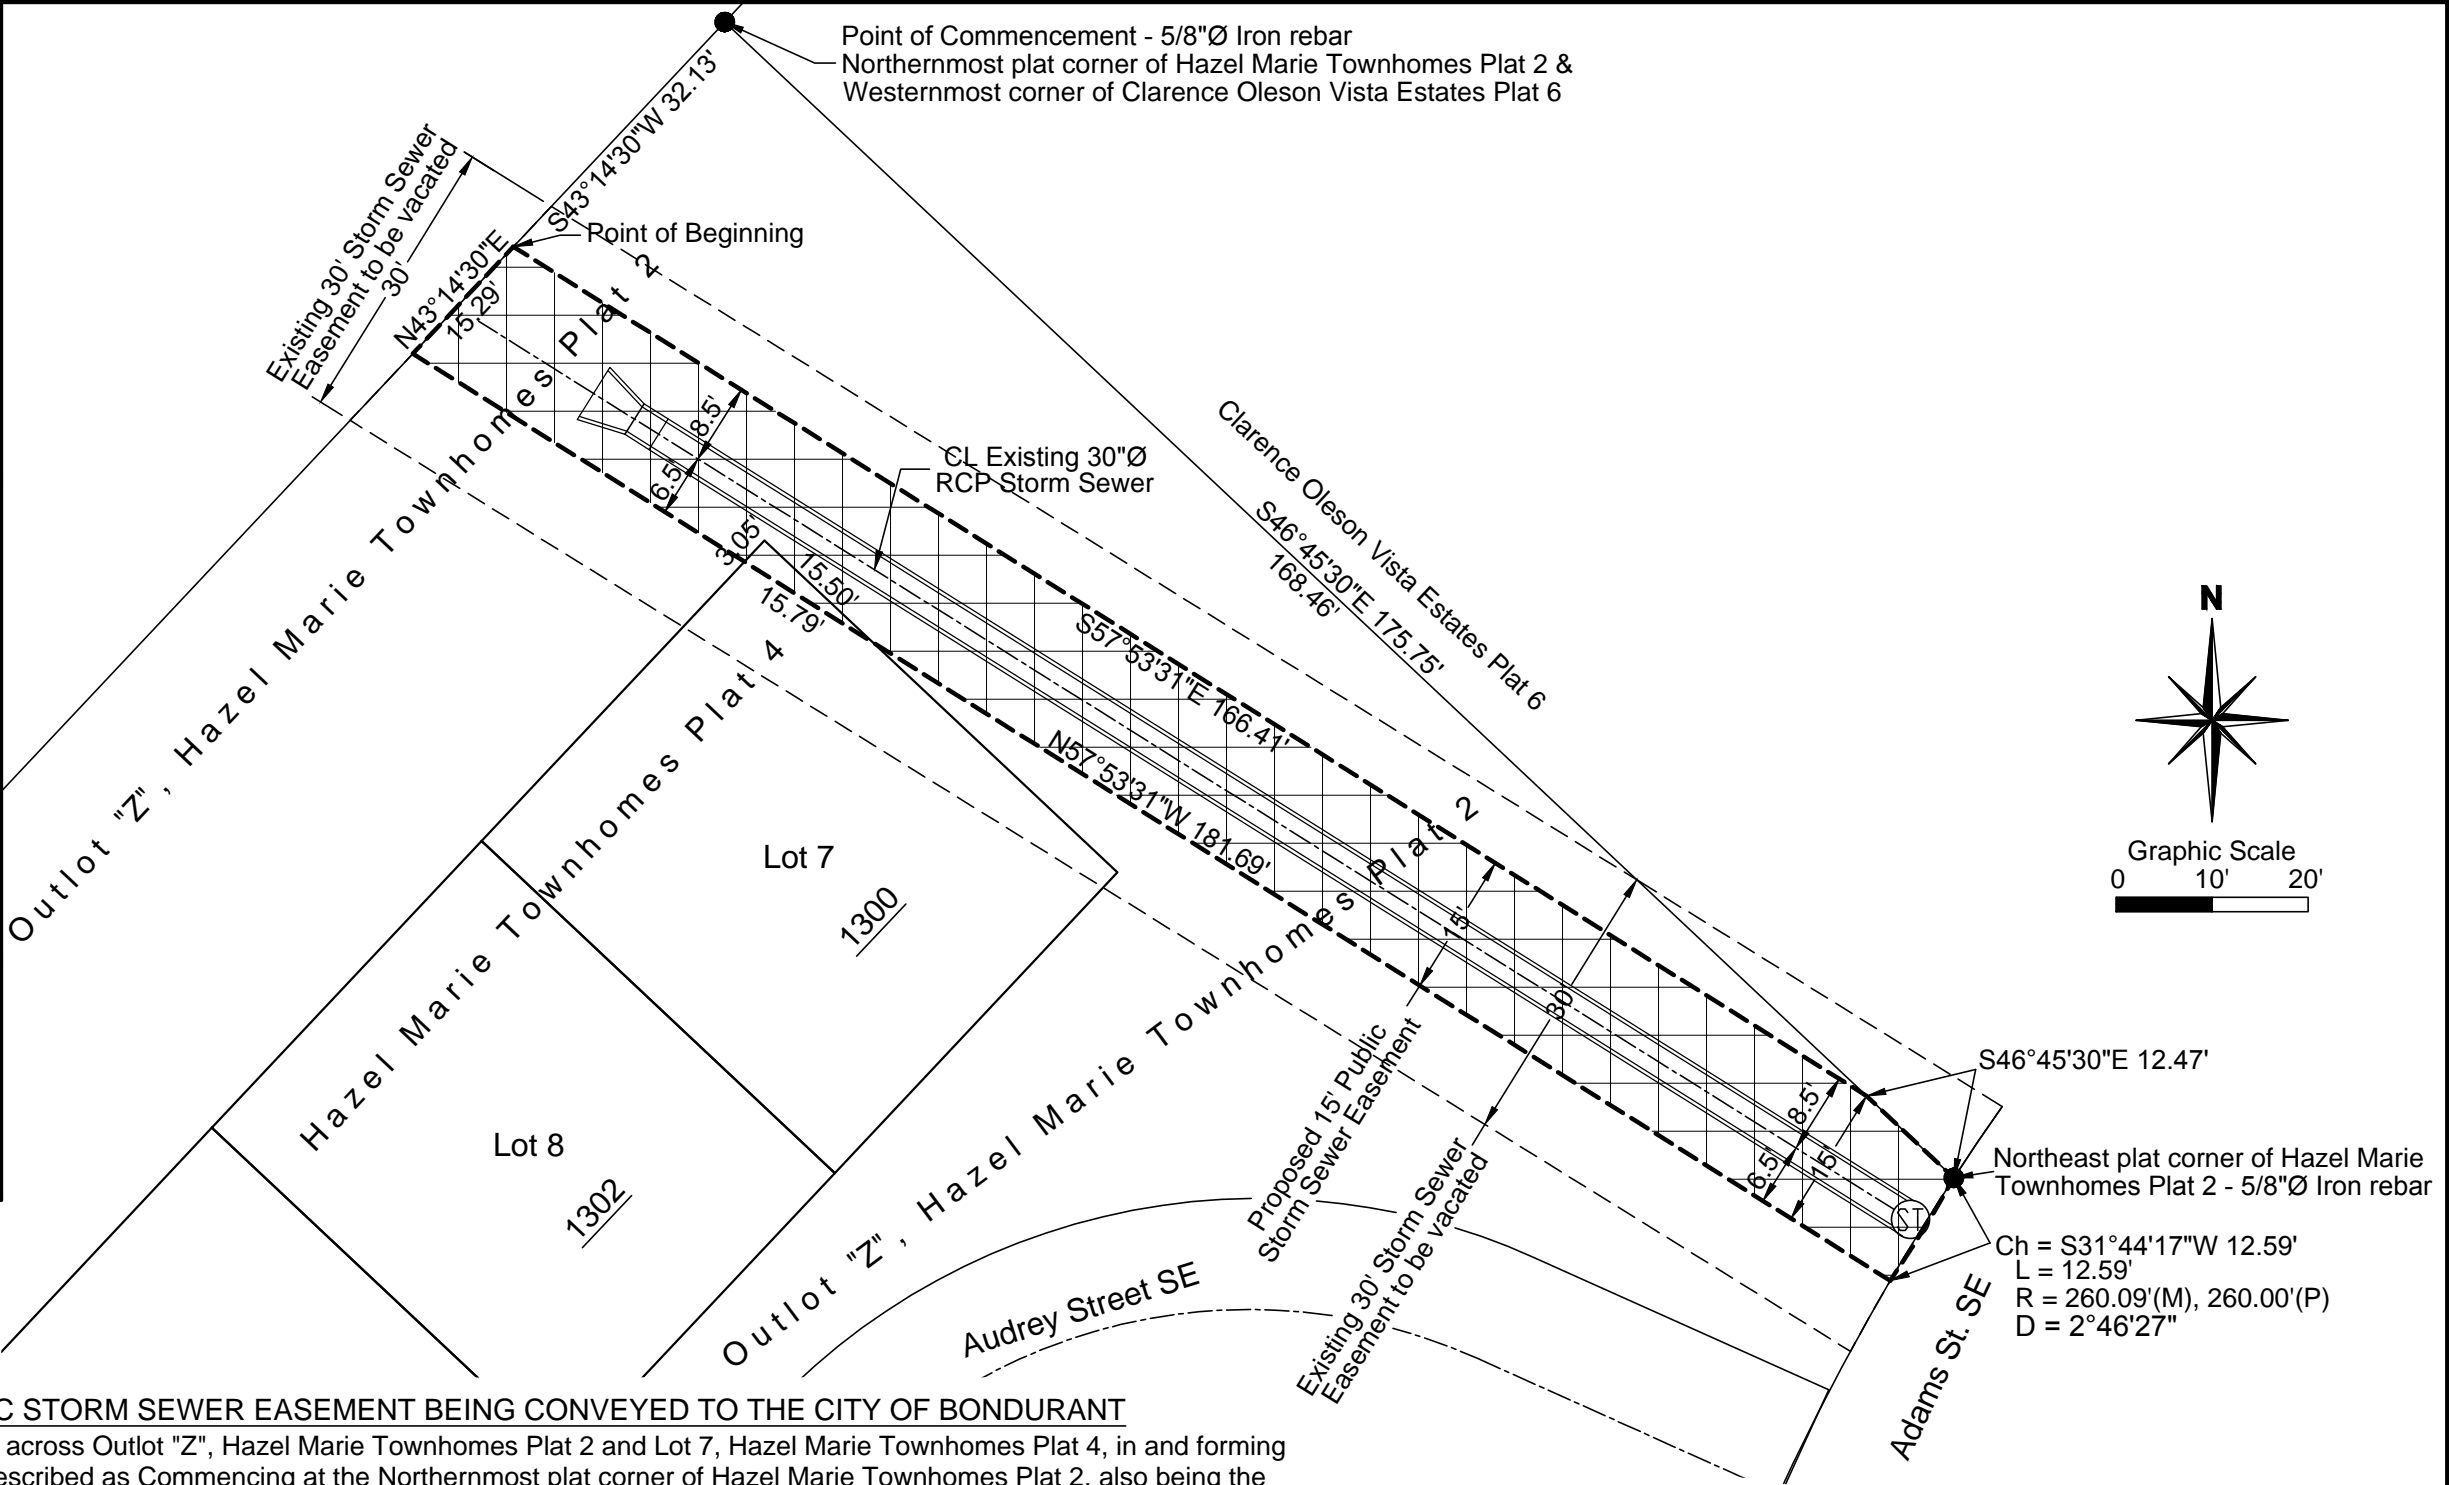 Point of Commencement - 5/8"Ø Iron rebar
Northernmost plat corner of Hazel Marie Townhomes Plat 2 &
Westernmost corner of Clarence Oleson Vista Estates Plat 6
S43°14'30"W 32.13'
Existing 30' Storm Sewer
Easement to be vacated
30'
Point of Beginning
N43°14'30"E
15.29'
8.5'
6.5'
CL Existing 30"Ø
RCP Storm Sewer
3.05'
15.50'
15.79'
Clarence Oleson Vista Estates Plat 6
S46°45'30"E 175.75'
168.46'
S57°53'31"E 166.41'
N57°53'31"W 181.69'
Outlot "Z", Hazel Marie Townhomes Plat 2
Hazel Marie Townhomes Plat 4
Lot 7
1300
Lot 8
1302
Outlot "Z", Hazel Marie Townhomes Plat 2
N
Graphic Scale
0 10' 20'
15'
30'
Proposed 15' Public
Storm Sewer Easement
Existing 30' Storm Sewer
Easement to be vacated
8.5'
6.5'
15'
ST
S46°45'30"E 12.47'
Northeast plat corner of Hazel Marie
Townhomes Plat 2 - 5/8"Ø Iron rebar
Ch = S31°44'17"W 12.59'
L = 12.59'
R = 260.09'(M), 260.00'(P)
D = 2°46'27"
Audrey Street SE
Adams St. SE
C STORM SEWER EASEMENT BEING CONVEYED TO THE CITY OF BONDURANT
across Outlot "Z", Hazel Marie Townhomes Plat 2 and Lot 7, Hazel Marie Townhomes Plat 4, in and forming
escribed as Commencing at the Northernmost plat corner of Hazel Marie Townhomes Plat 2, also being the